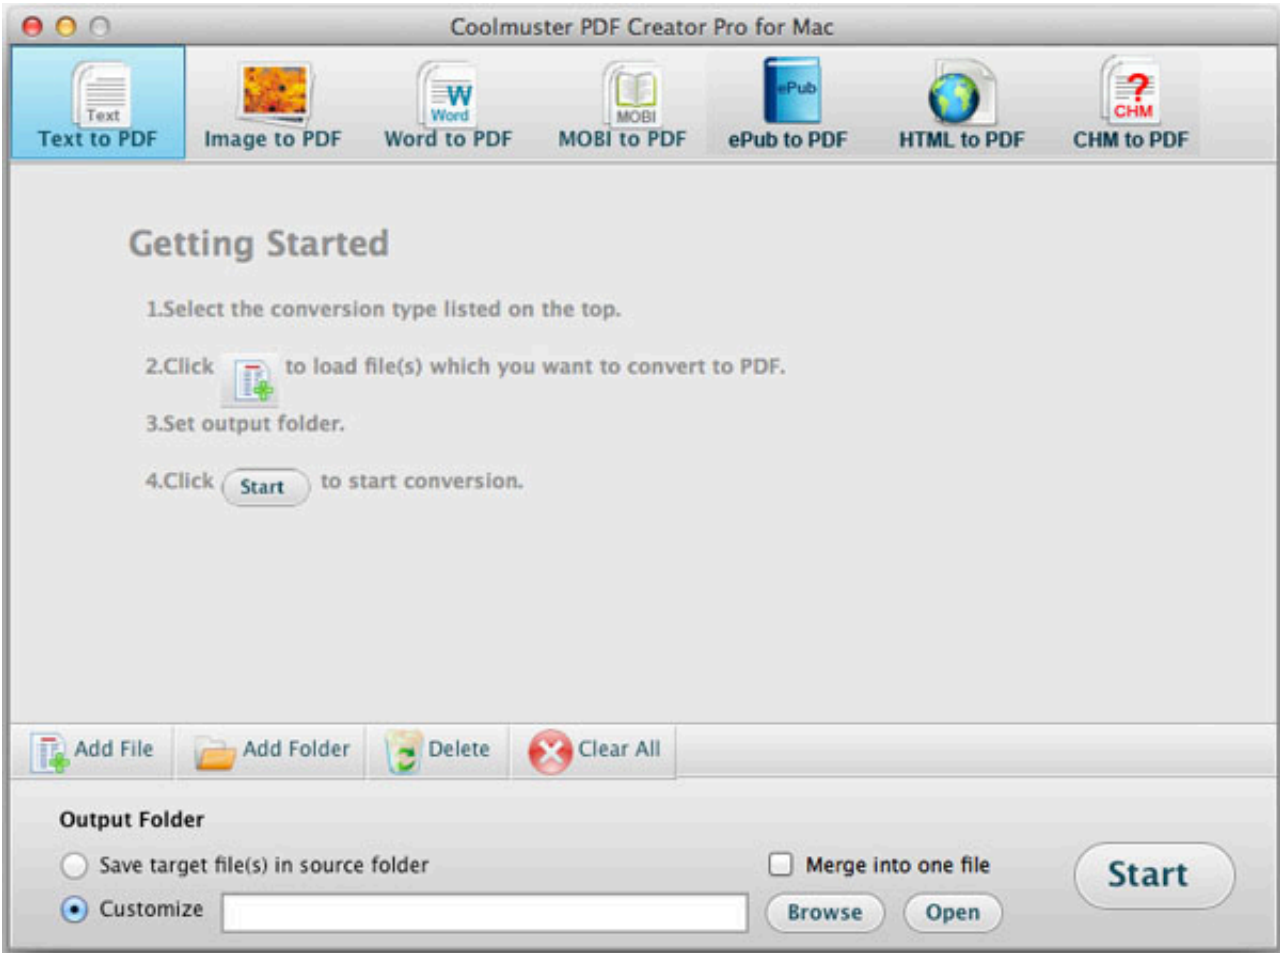 Coolmuster PDF Creator Pro for Mac
Text
Word
MOBI
ePub
CHM
Text to PDF
Image to PDF
Word to PDF
MOBI to PDF
ePub to PDF
HTML to PDF
CHM to PDF
Getting Started
1.Select the conversion type listed on the top.
2.Click to load file(s) which you want to convert to PDF.
3.Set output folder.
4.Click Start to start conversion.
Add File
Add Folder
Delete
Clear All
Output Folder
Save target file(s) in source folder
Merge into one file
Start
Customize
Browse
Open